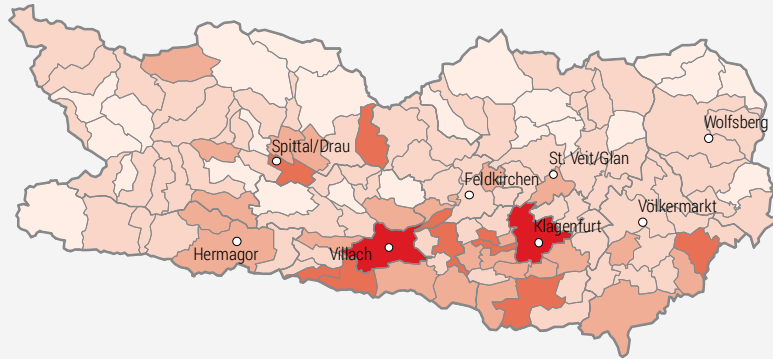 Wolfsberg
Spittal/Drau
St. Veit/Glan
Feldkirchen
Völkermarkt
Klagenfurt
Hermagor
Villach